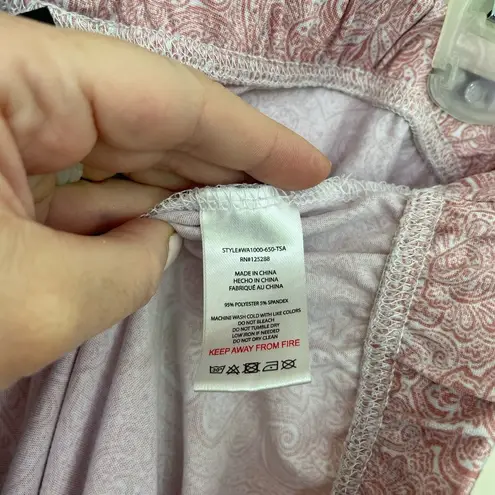 STYLE#WA1000-650-TSA
RN#125288
MADE IN CHINA
HECHO IN CHINA
FABRIQUÉ AU CHINA
95% POLYESTER 5% SPANDEX
MACHINE WASH COLD WITH LIKE COLORS
DO NOT BLEACH
DO NOT TUMBLE DRY
LOW IRON IF NEEDED
DO NOT DRY CLEAN
KEEP AWAY FROM FIRE